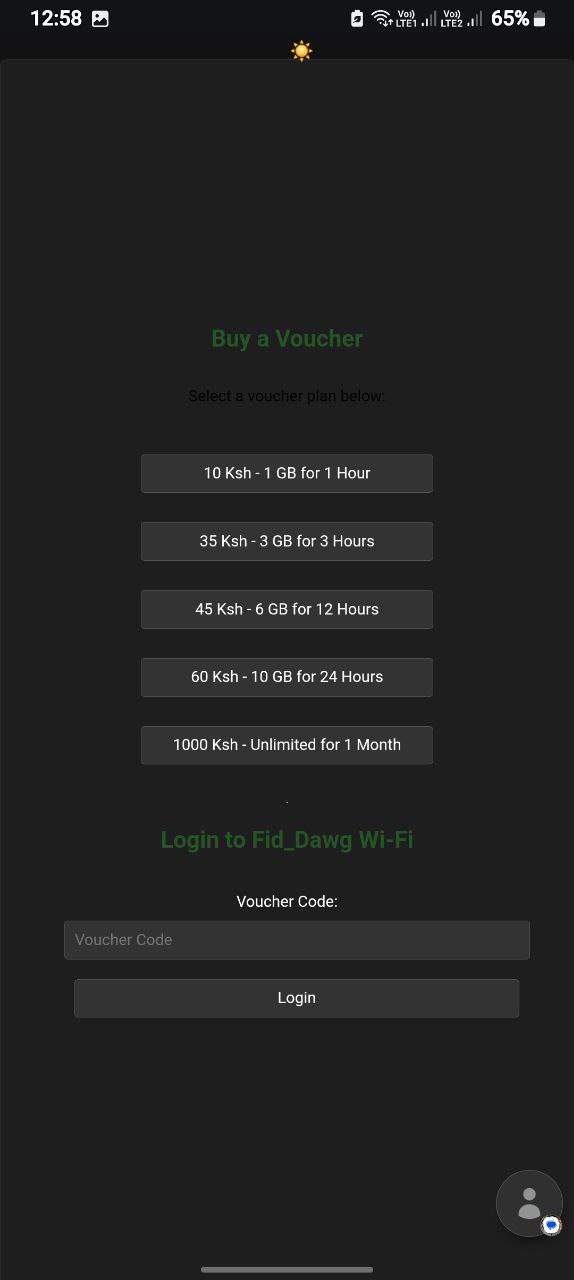 12:58
Vo)) LTE1 Vo)) LTE2 65%
Buy a Voucher
Select a voucher plan below:
10 Ksh - 1 GB for 1 Hour
35 Ksh - 3 GB for 3 Hours
45 Ksh - 6 GB for 12 Hours
60 Ksh - 10 GB for 24 Hours
1000 Ksh - Unlimited for 1 Month
.
Login to Fid_Dawg Wi-Fi
Voucher Code:
Voucher Code
Login